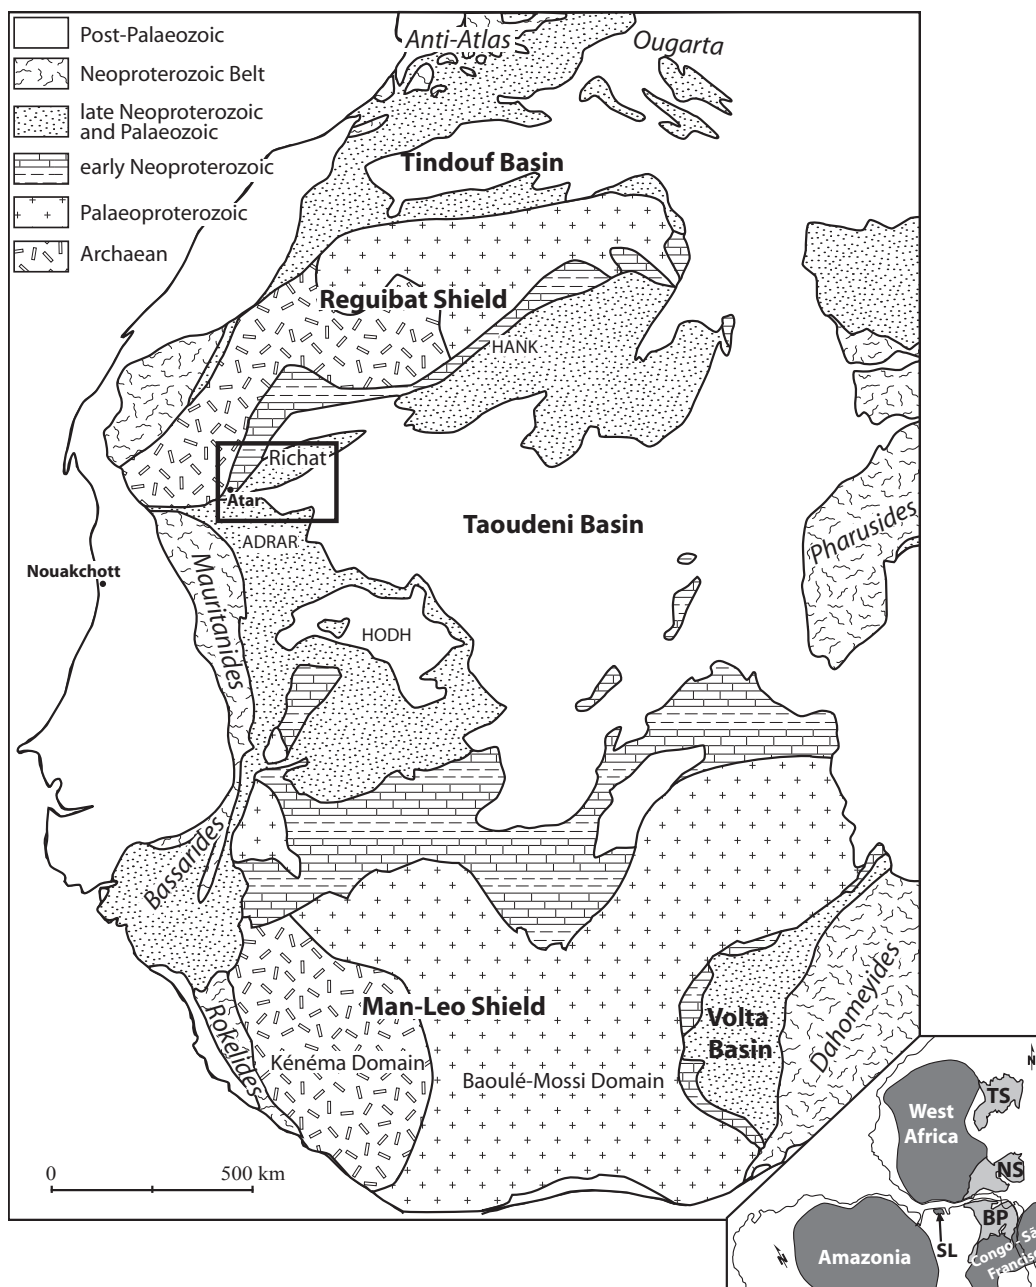 Post-Palaeozoic
Neoproterozoic Belt
late Neoproterozoic
and Palaeozoic
early Neoproterozoic
Palaeoproterozoic
Archaean
Anti-Atlas
Ougarta
Tindouf Basin
Reguibat Shield
HANK
Richat
Atar
Taoudeni Basin
ADRAR
Pharusides
Nouakchott
Mauritanides
HODH
Bassarides
Man-Leo Shield
Volta
Basin
Dahomeyides
Rokelides
Kénéma Domain
Baoulé-Mossi Domain
0 500 km
N
TS
West
Africa
NS
BP
SL
N
Amazonia
Congo - Sã
Francis